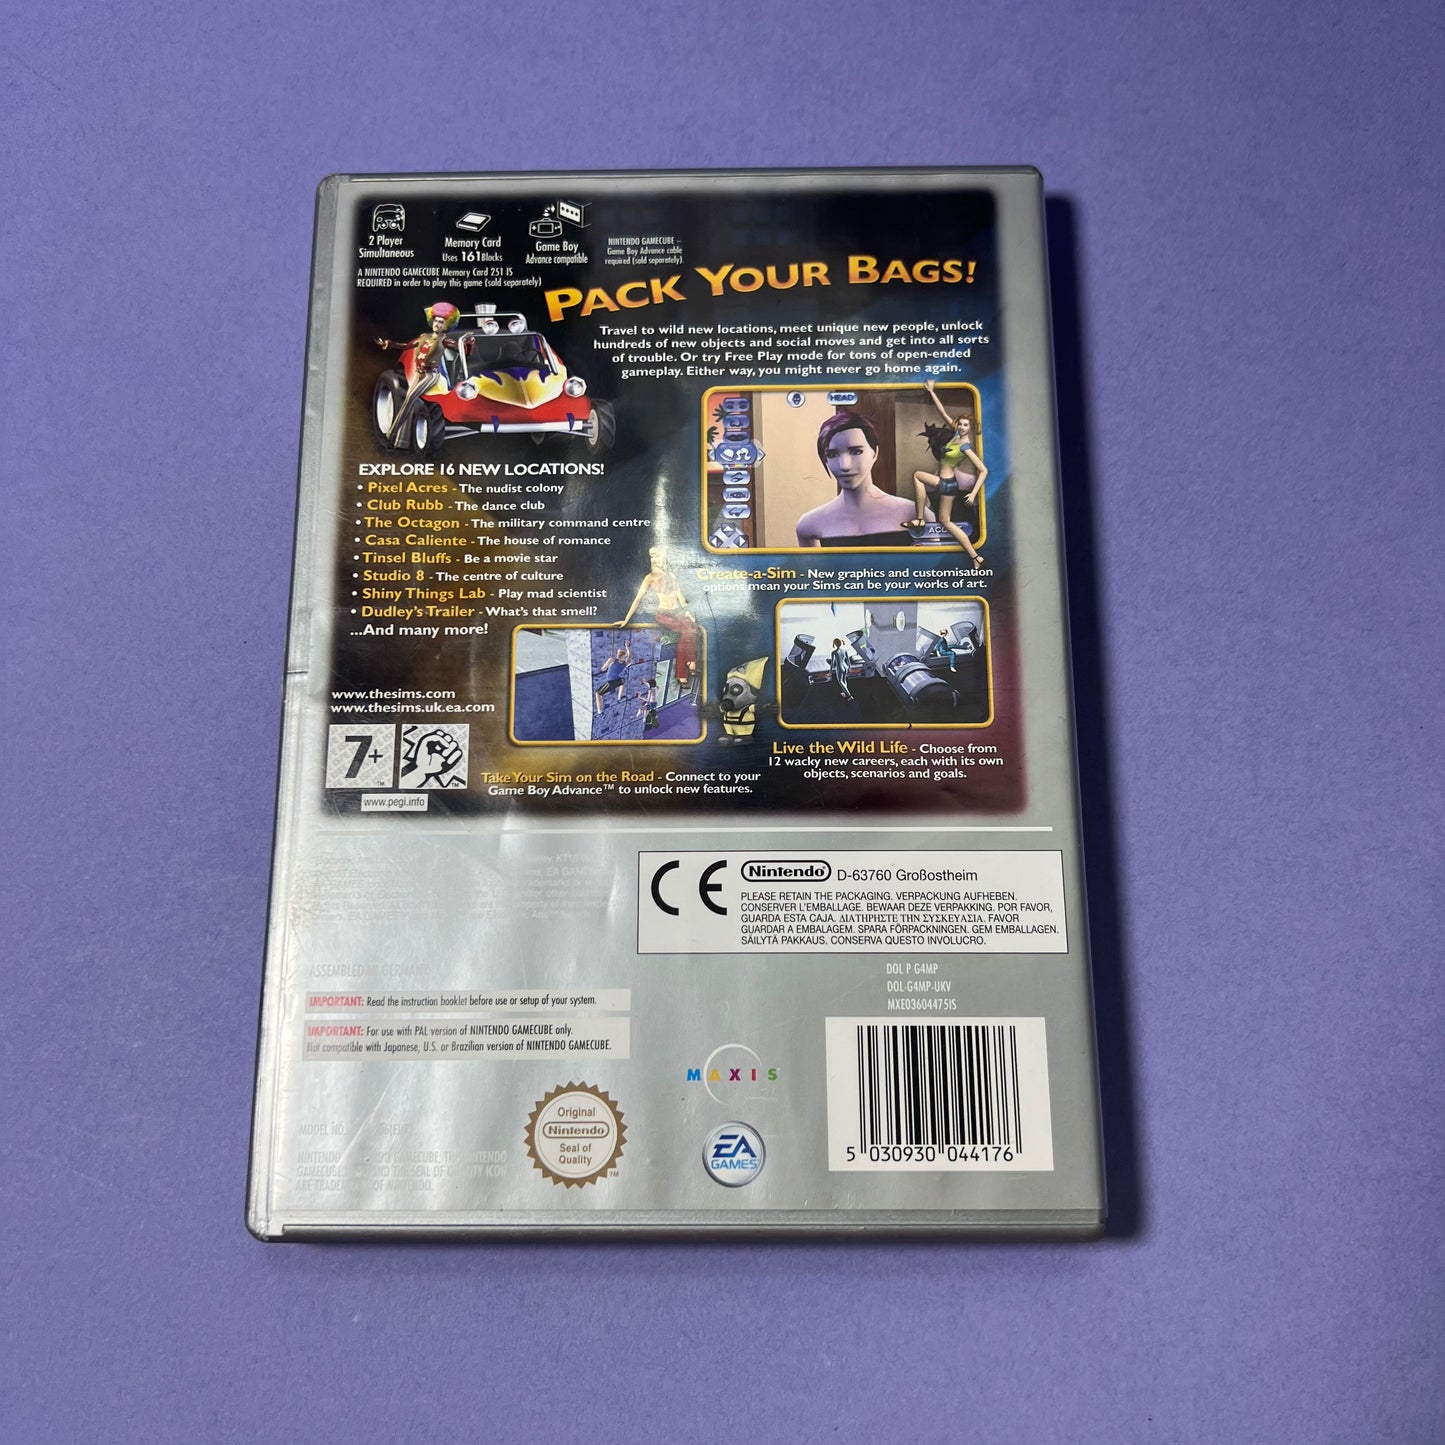 2 Player
Simultaneous
Memory Card
Uses 161 Blocks
Game Boy
Advance compatible
NINTENDO GAMECUBE –
Game Boy Advance cable
required (sold separately).
A NINTENDO GAMECUBE Memory Card 251 IS
REQUIRED in order to play this game (sold separately)
PACK YOUR BAGS!
Travel to wild new locations, meet unique new people, unlock
hundreds of new objects and social moves and get into all sorts
of trouble. Or try Free Play mode for tons of open-ended
gameplay. Either way, you might never go home again.
HEAD
EXPLORE 16 NEW LOCATIONS!
• Pixel Acres - The nudist colony
• Club Rubb - The dance club
• The Octagon - The military command centre
• Casa Caliente - The house of romance
• Tinsel Bluffs - Be a movie star
• Studio 8 - The centre of culture
• Shiny Things Lab - Play mad scientist
• Dudley's Trailer - What's that smell?
...And many more!
Create-a-Sim - New graphics and customisation
options mean your Sims can be your works of art.
www.thesims.com
www.thesims.uk.ea.com
7+
www.pegi.info
Take Your Sim on the Road - Connect to your
Game Boy Advance™ to unlock new features.
Live the Wild Life - Choose from
12 wacky new careers, each with its own
objects, scenarios and goals.
CE
Nintendo D-63760 Großostheim
PLEASE RETAIN THE PACKAGING. VERPACKUNG AUFHEBEN.
CONSERVER L'EMBALLAGE. BEWAAR DEZE VERPAKKING. POR FAVOR,
GUARDA ESTA CAJA. ΔΙΑΤΗΡΗΣΤΕ ΤΗΝ ΣΥΣΚΕΥΑΣΙΑ. FAVOR
GUARDAR A EMBALAGEM. SPARA FÖRPACKNINGEN. GEM EMBALLAGEN.
SÄILYTÄ PAKKAUS. CONSERVA QUESTO INVOLUCRO.
ASSEMBLED IN GERMANY
DOL P G4MP
DOL-G4MP-UKV
MXE03604475IS
IMPORTANT: Read the instruction booklet before use or setup of your system.
IMPORTANT: For use with PAL version of NINTENDO GAMECUBE only.
Not compatible with Japanese, U.S. or Brazilian version of NINTENDO GAMECUBE.
MAXIS
Original
Nintendo
Seal of
Quality
TM
EA
GAMES
MODEL NO.
5 030930 044176